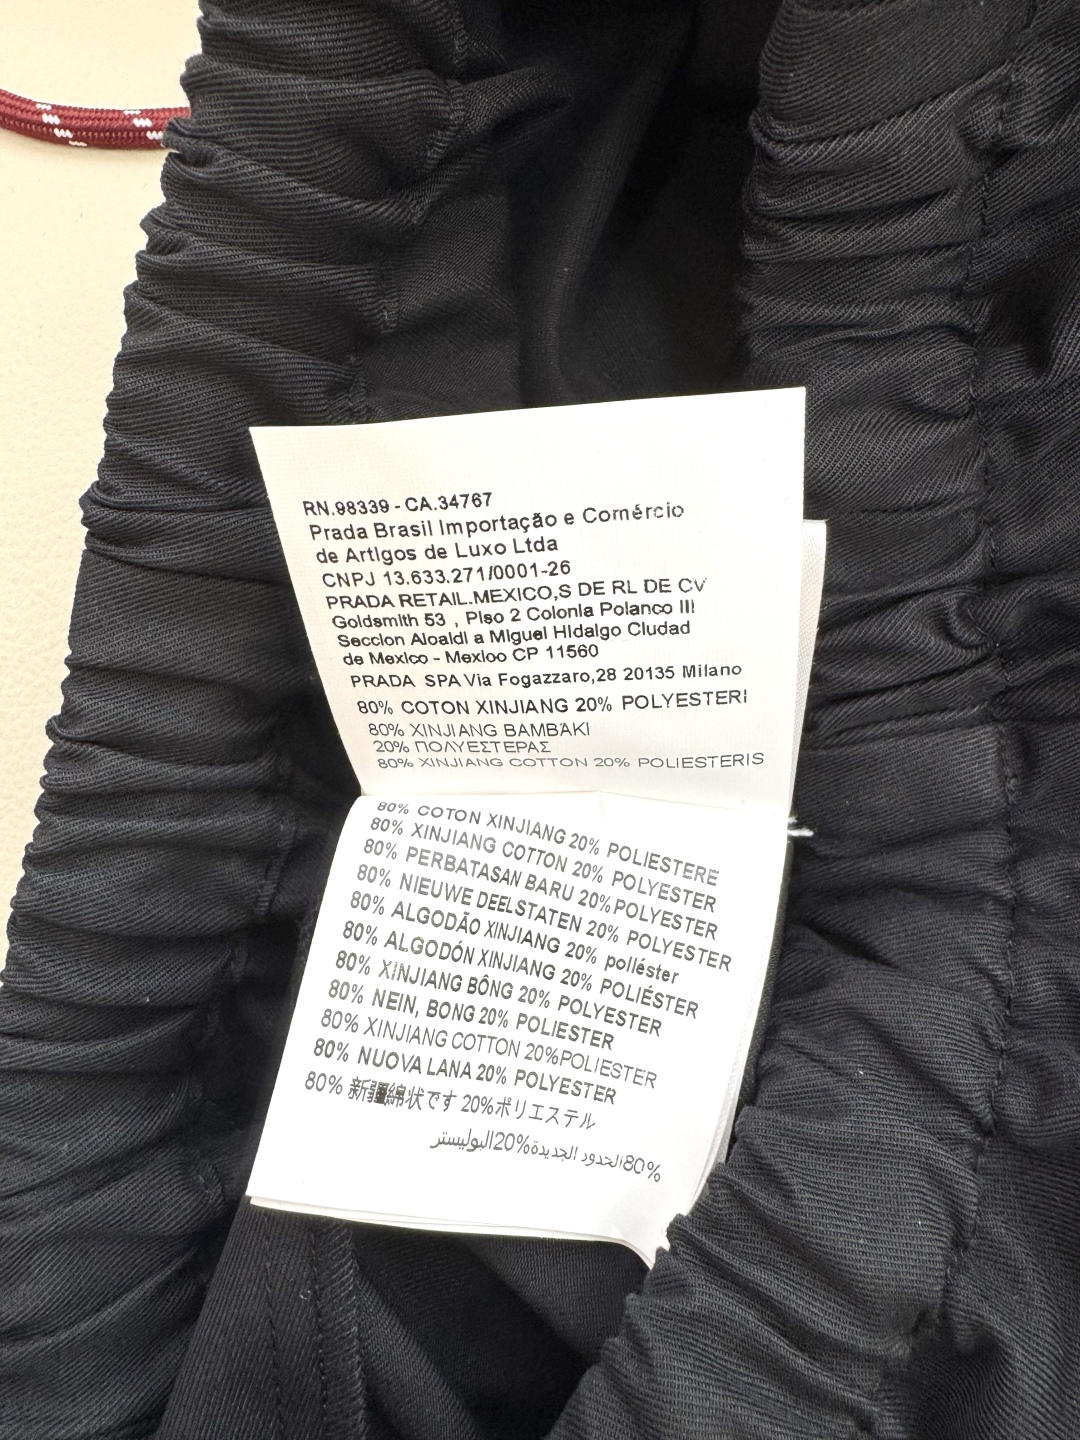 RN.98339 - CA.34767
Prada Brasil Importação e Comércio
de Artigos de Luxo Ltda
CNPJ 13.633.271/0001-26
PRADA RETAIL.MEXICO,S DE RL DE CV
Goldsmith 53 , Piso 2 Colonia Polanco III
Seccion Aloaldi a Miguel Hidalgo Ciudad
de Mexico - Mexioo CP 11560
PRADA SPA Via Fogazzaro,28 20135 Milano
80% COTON XINJIANG 20% POLYESTERI
80% XINJIANG BAMBAKI
20% ΠΟΛΥΕΣΤΕΡΑΣ
80% XINJIANG COTTON 20% POLIESTERIS
80% COTON XINJIANG 20% POLIESTERE
80% XINJIANG COTTON 20% POLYESTER
80% PERBATASAN BARU 20%POLYESTER
80% NIEUWE DEELSTATEN 20% POLYESTER
80% ALGODÃO XINJIANG 20% poliéster
80% ALGODÓN XINJIANG 20% POLIÉSTER
80% XINJIANG BÔNG 20% POLYESTER
80% NEIN, BONG 20% POLIESTER
80% XINJIANG COTTON 20%POLIESTER
80% NUOVA LANA 20% POLYESTER
80% 新疆綿状です 20%ポリエステル
80%الحدود الجديدة20%البوليستر